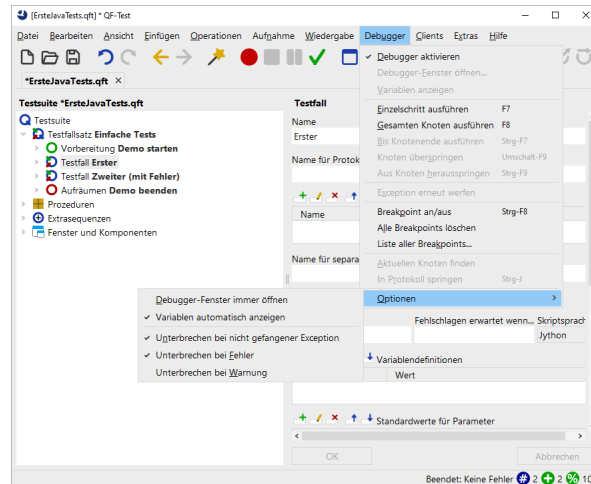 [ErsteJavaTests.qft] * QF-Test
Datei Bearbeiten Ansicht Einfügen Operationen Aufnahme Wiedergabe Debugger Clients Extras Hilfe
*ErsteJavaTests.qft ×
Testsuite *ErsteJavaTests.qft
Testsuite
Testfallsatz Einfache Tests
Vorbereitung Demo starten
Testfall Erster
Testfall Zweiter (mit Fehler)
Aufräumen Demo beenden
Prozeduren
Extrasequenzen
Fenster und Komponenten
Testfall
Name
Erster
Name für Protok
Name
Name für separa
Debugger aktivieren
Debugger-Fenster öffnen...
Variablen anzeigen
Einzelschritt ausführen F7
Gesamten Knoten ausführen F8
Bis Knotenende ausführen Strg-F7
Knoten überspringen Umschalt-F9
Aus Knoten herausspringen Strg-F9
Exception erneut werfen
Breakpoint an/aus Strg-F8
Alle Breakpoints löschen
Liste aller Breakpoints...
Aktuellen Knoten finden
In Protokoll springen Strg-J
Optionen
Debugger-Fenster immer öffnen
Variablen automatisch anzeigen
Unterbrechen bei nicht gefangener Exception
Unterbrechen bei Fehler
Unterbrechen bei Warnung
Fehlschlagen erwartet wenn... Skriptsprach
Jython
Variablendefinitionen
Wert
Standardwerte für Parameter
OK Abbrechen
Beendet: Keine Fehler # 2 2 % 10